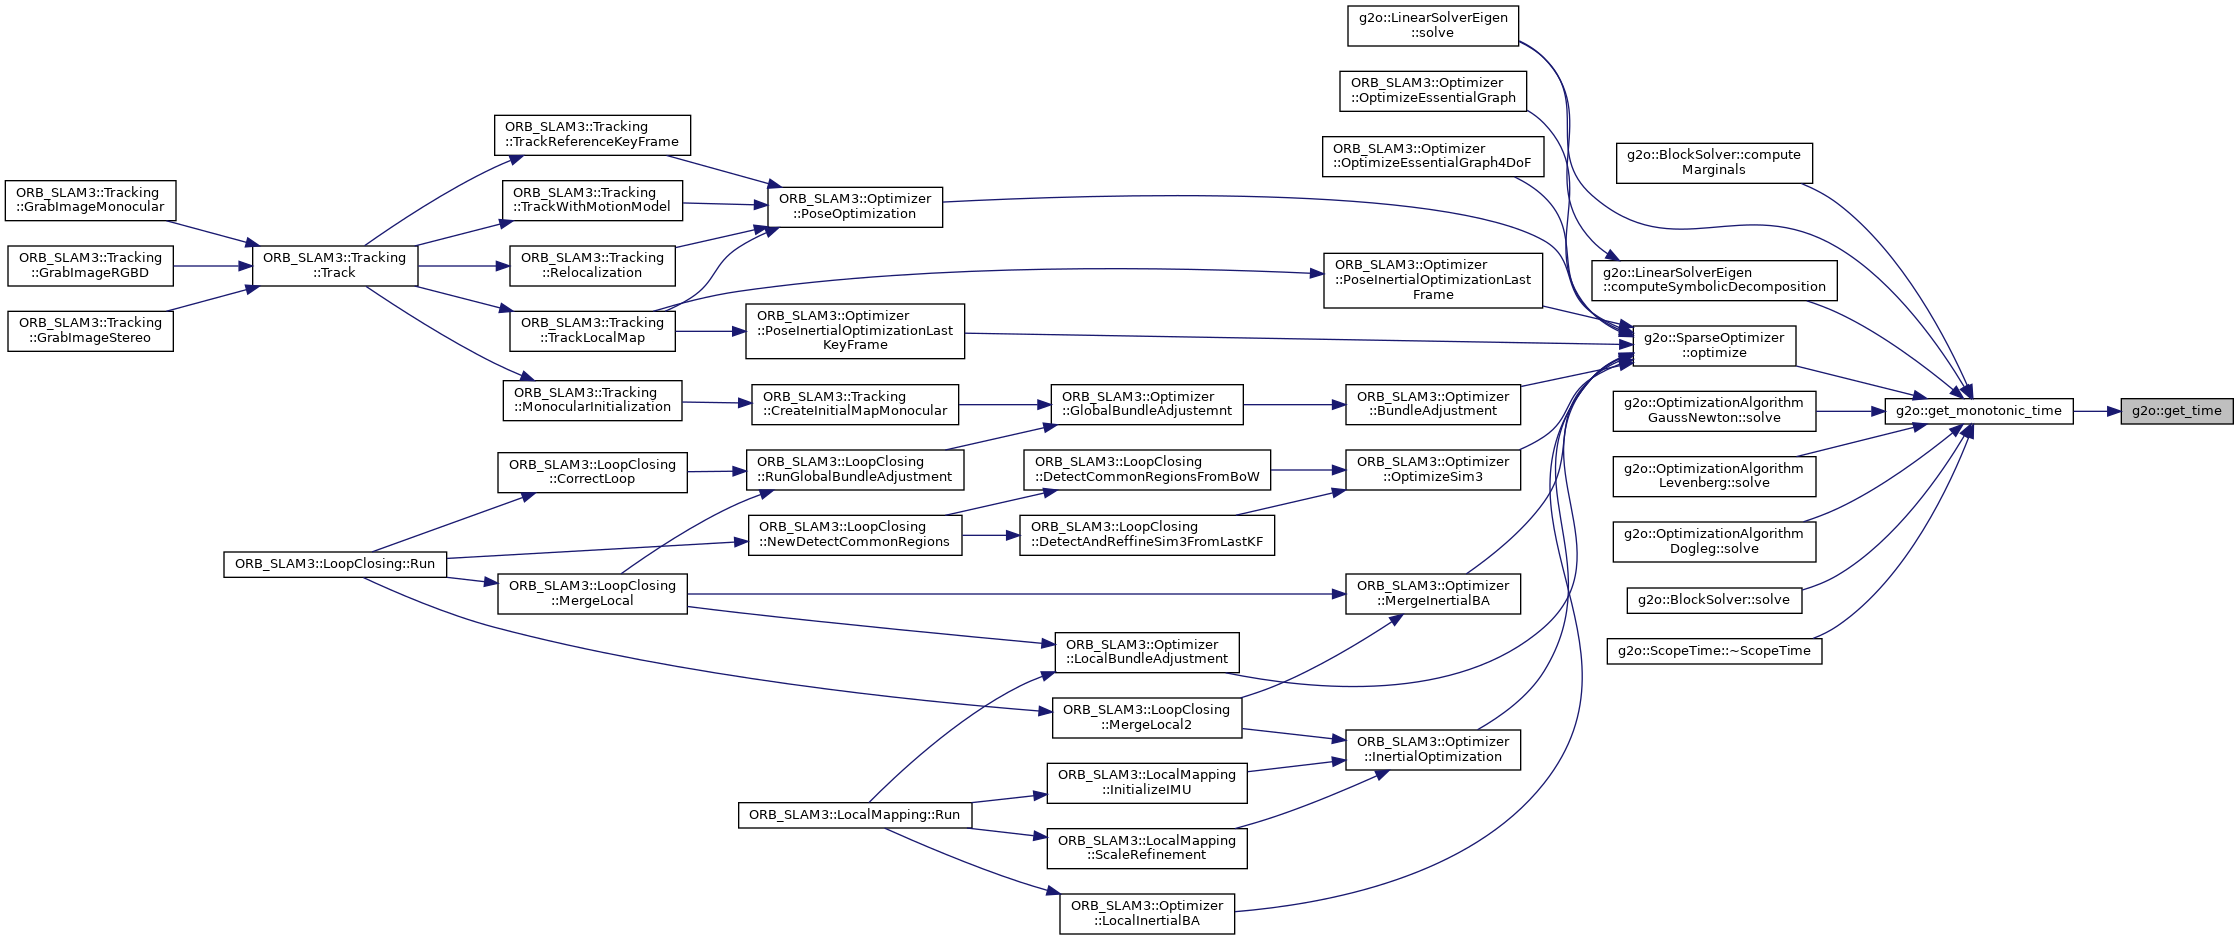 g2o::LinearSolverEigen
::solve
ORB_SLAM3::Optimizer
::OptimizeEssentialGraph
ORB_SLAM3::Optimizer
::OptimizeEssentialGraph4DoF
g2o::BlockSolver::compute
Marginals
ORB_SLAM3::Tracking
::TrackReferenceKeyFrame
ORB_SLAM3::Tracking
::GrabImageMonocular
ORB_SLAM3::Tracking
::TrackWithMotionModel
ORB_SLAM3::Optimizer
::PoseOptimization
ORB_SLAM3::Tracking
::GrabImageRGBD
ORB_SLAM3::Tracking
::Track
ORB_SLAM3::Tracking
::Relocalization
ORB_SLAM3::Optimizer
::PoseInertialOptimizationLast
Frame
g2o::LinearSolverEigen
::computeSymbolicDecomposition
ORB_SLAM3::Tracking
::GrabImageStereo
ORB_SLAM3::Tracking
::TrackLocalMap
ORB_SLAM3::Optimizer
::PoseInertialOptimizationLast
KeyFrame
g2o::SparseOptimizer
::optimize
ORB_SLAM3::Tracking
::MonocularInitialization
ORB_SLAM3::Tracking
::CreateInitialMapMonocular
ORB_SLAM3::Optimizer
::GlobalBundleAdjustemnt
ORB_SLAM3::Optimizer
::BundleAdjustment
g2o::OptimizationAlgorithm
GaussNewton::solve
g2o::get_monotonic_time
g2o::get_time
ORB_SLAM3::LoopClosing
::CorrectLoop
ORB_SLAM3::LoopClosing
::RunGlobalBundleAdjustment
ORB_SLAM3::LoopClosing
::DetectCommonRegionsFromBoW
ORB_SLAM3::Optimizer
::OptimizeSim3
g2o::OptimizationAlgorithm
Levenberg::solve
ORB_SLAM3::LoopClosing
::NewDetectCommonRegions
ORB_SLAM3::LoopClosing
::DetectAndReffineSim3FromLastKF
g2o::OptimizationAlgorithm
Dogleg::solve
ORB_SLAM3::LoopClosing::Run
ORB_SLAM3::LoopClosing
::MergeLocal
ORB_SLAM3::Optimizer
::MergeInertialBA
g2o::BlockSolver::solve
ORB_SLAM3::Optimizer
::LocalBundleAdjustment
g2o::ScopeTime::~ScopeTime
ORB_SLAM3::LoopClosing
::MergeLocal2
ORB_SLAM3::Optimizer
::InertialOptimization
ORB_SLAM3::LocalMapping
::InitializeIMU
ORB_SLAM3::LocalMapping::Run
ORB_SLAM3::LocalMapping
::ScaleRefinement
ORB_SLAM3::Optimizer
::LocalInertialBA